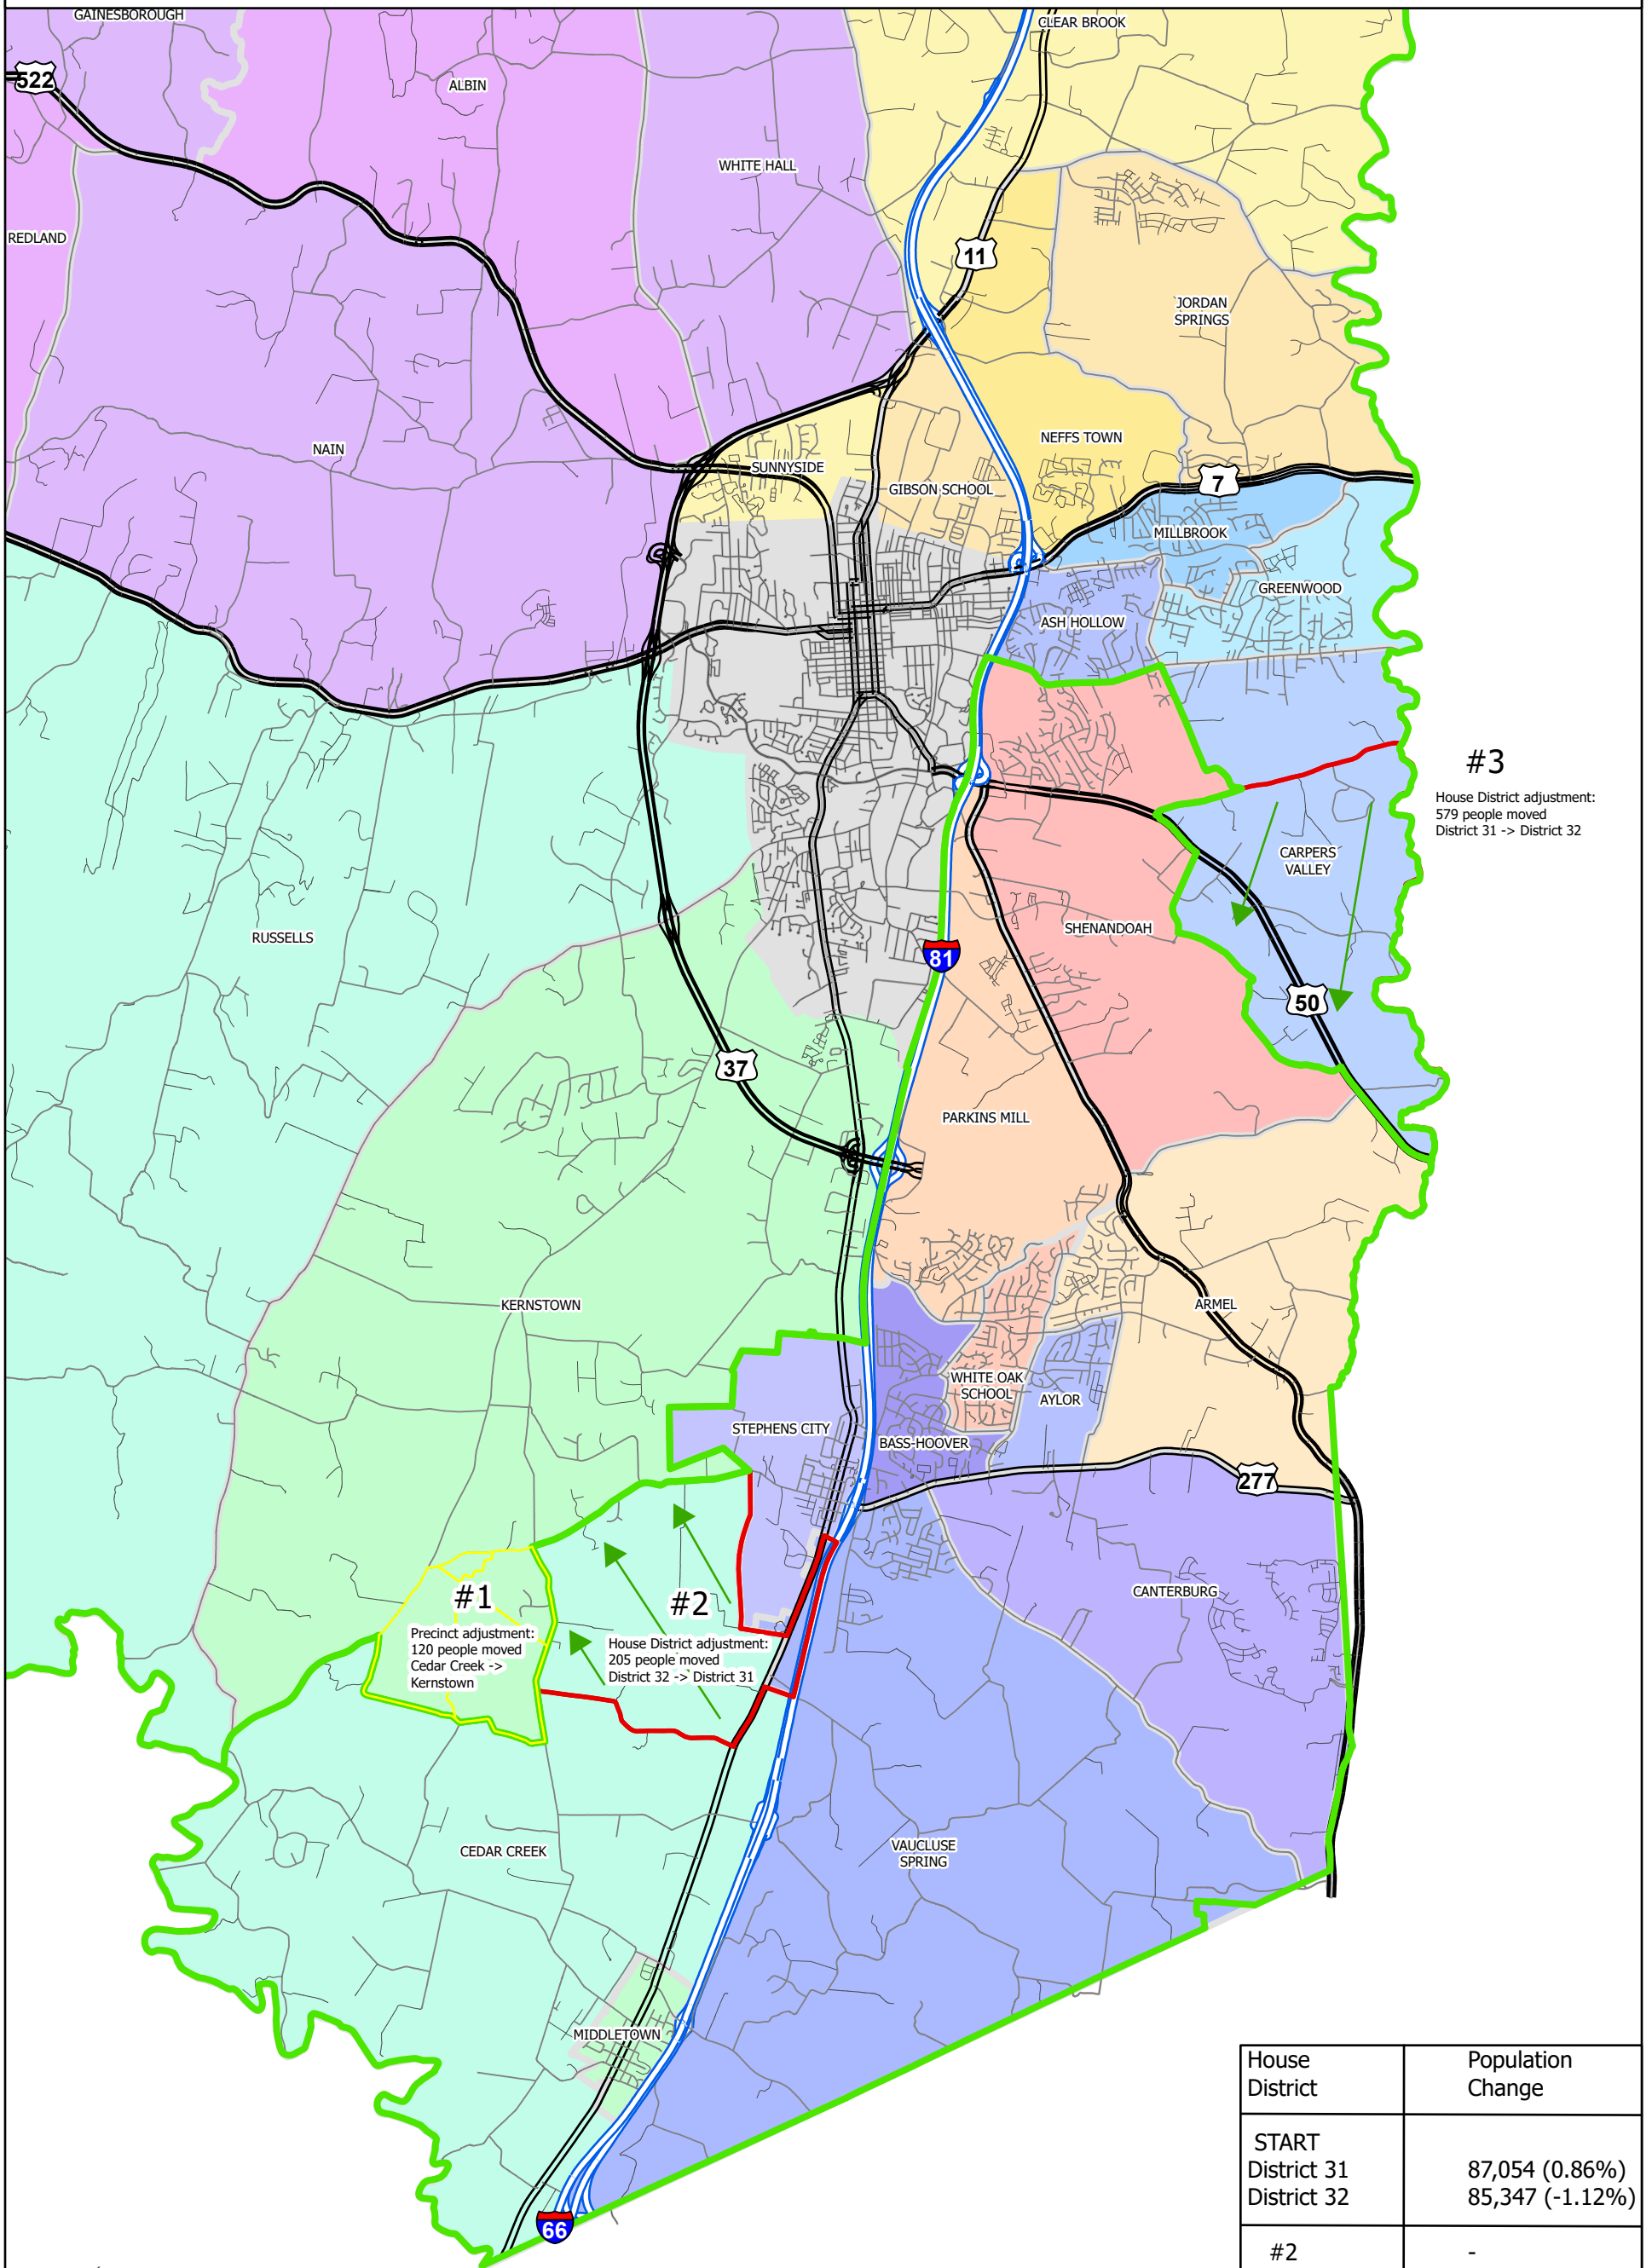 GAINESBOROUGH
CLEAR BROOK
522
ALBIN
WHITE HALL
REDLAND
11
JORDAN
SPRINGS
NAIN
NEFFS TOWN
SUNNYSIDE
GIBSON SCHOOL
7
MILLBROOK
GREENWOOD
ASH HOLLOW
#3
House District adjustment:
579 people moved
District 31 -> District 32
CARPERS
VALLEY
RUSSELLS
SHENANDOAH
81
50
37
PARKINS MILL
KERNSTOWN
ARMEL
WHITE OAK
SCHOOL
AYLOR
STEPHENS CITY
BASS-HOOVER
277
CANTERBURG
#1
Precinct adjustment:
120 people moved
Cedar Creek ->
Kernstown
#2
House District adjustment:
205 people moved
District 32 -> District 31
CEDAR CREEK
VAUCLUSE
SPRING
MIDDLETOWN
66
House District
Population Change
START
District 31 87,054 (0.86%)
District 32 85,347 (-1.12%)
#2 -